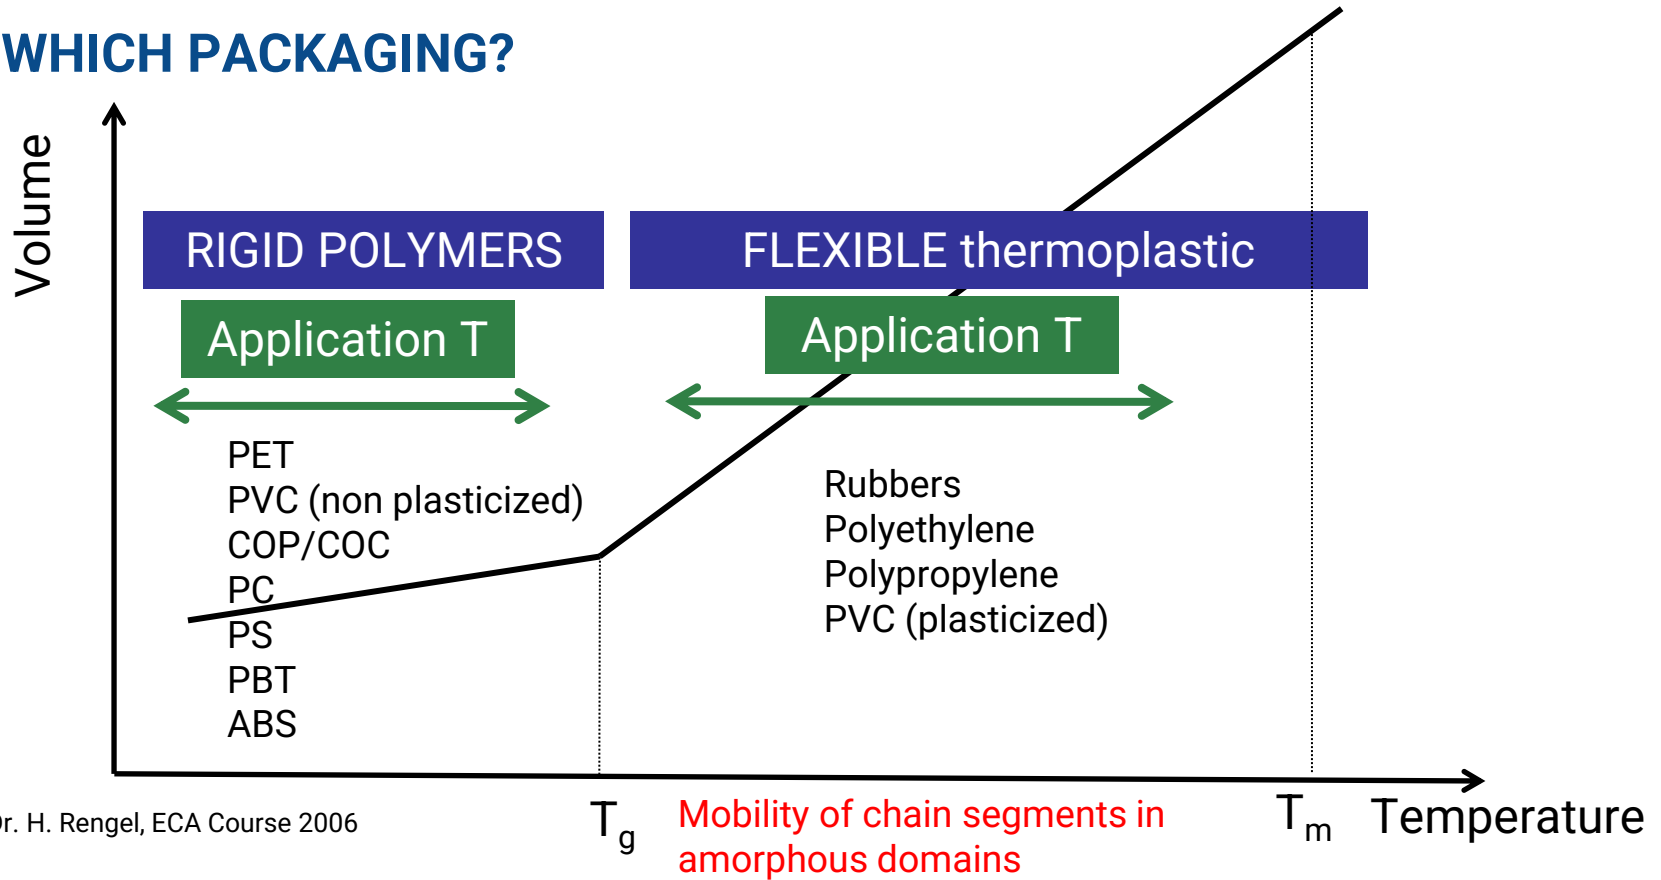 WHICH PACKAGING?
Volume
RIGID POLYMERS
FLEXIBLE thermoplastic
Application T
Application T
PET
PVC (non plasticized)
COP/COC
PC
PS
PBT
ABS
Rubbers
Polyethylene
Polypropylene
PVC (plasticized)
Dr. H. Rengel, ECA Course 2006
Tg
Mobility of chain segments in
amorphous domains
Tm
Temperature